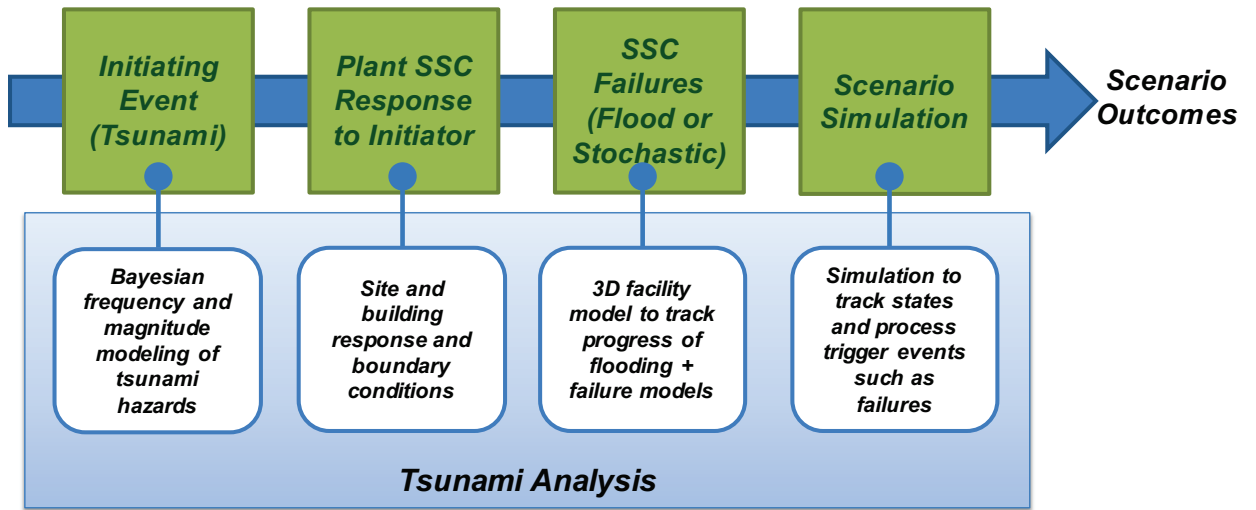 Initiating
Event
(Tsunami)
Plant SSC
Response
to Initiator
SSC
Failures
(Flood or
Stochastic)
Scenario
Simulation
Scenario
Outcomes
Bayesian
frequency and
magnitude
modeling of
tsunami
hazards
Site and
building
response and
boundary
conditions
3D facility
model to track
progress of
flooding +
failure models
Simulation to
track states
and process
trigger events
such as
failures
Tsunami Analysis